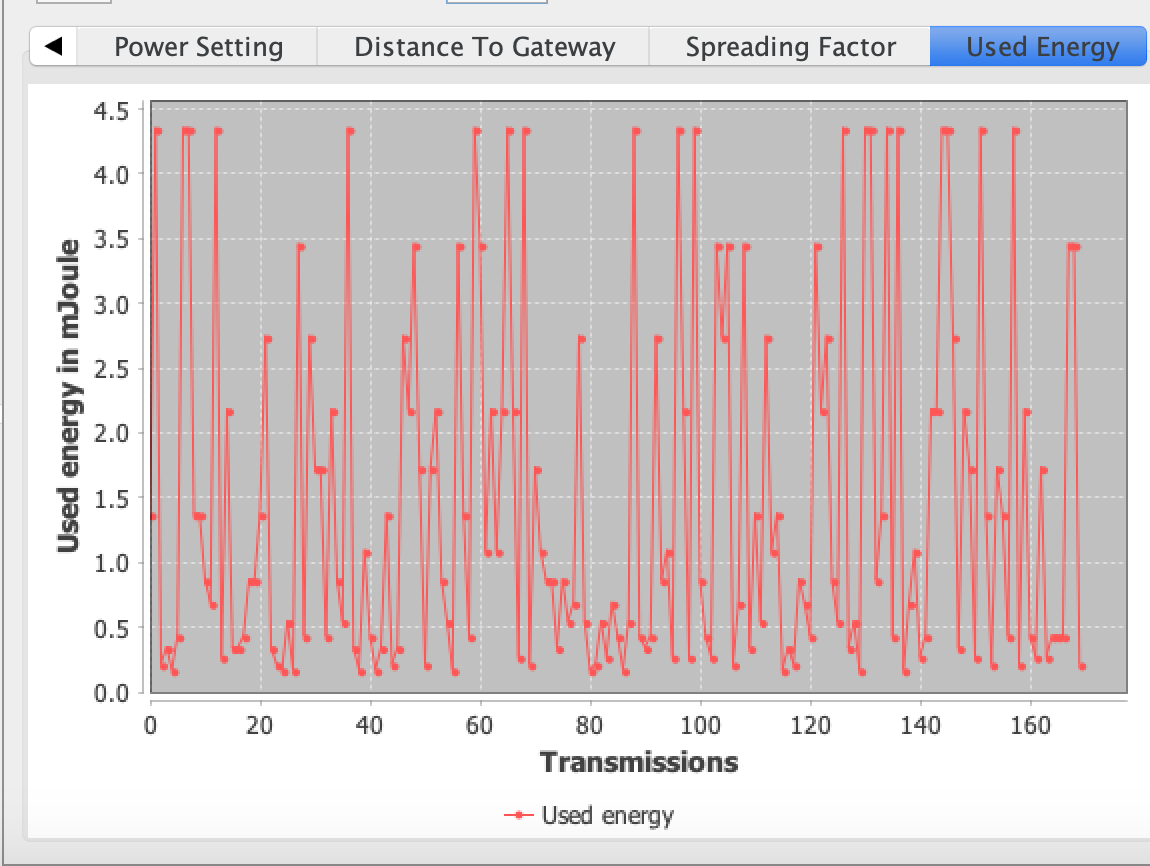 ◀ Power Setting Distance To Gateway Spreading Factor Used Energy
4.5
4.0
3.5
3.0
2.5
2.0
1.5
1.0
0.5
0.0
Used energy in mJoule
0 20 40 60 80 100 120 140 160
Transmissions
Used energy